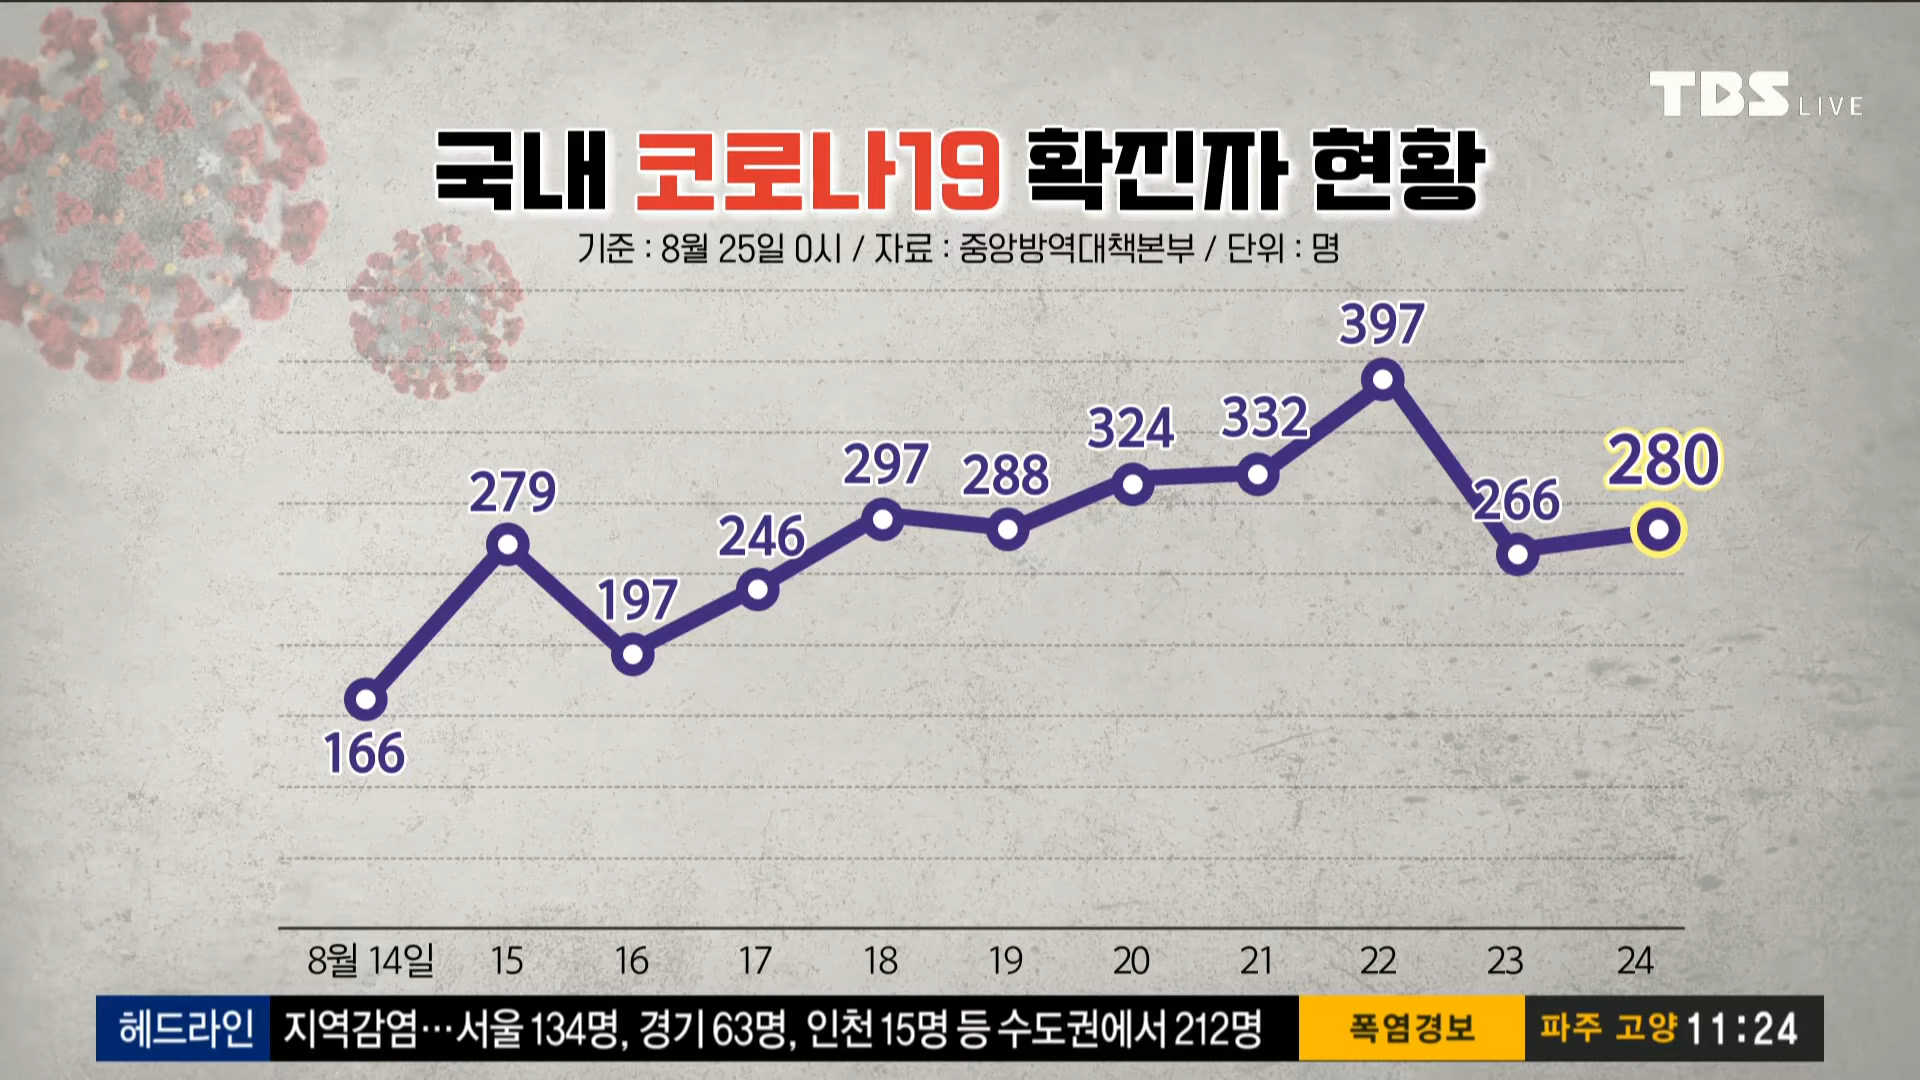 TBS LIVE
국내 코로나19 확진자 현황
기준 : 8월 25일 0시 / 자료 : 중앙방역대책본부 / 단위 : 명
397
332
324
297
288
280
279
266
246
197
166
8월 14일 15 16 17 18 19 20 21 22 23 24
헤드라인 지역감염…서울 134명, 경기 63명, 인천 15명 등 수도권에서 212명 폭염경보 파주 고양 11:24